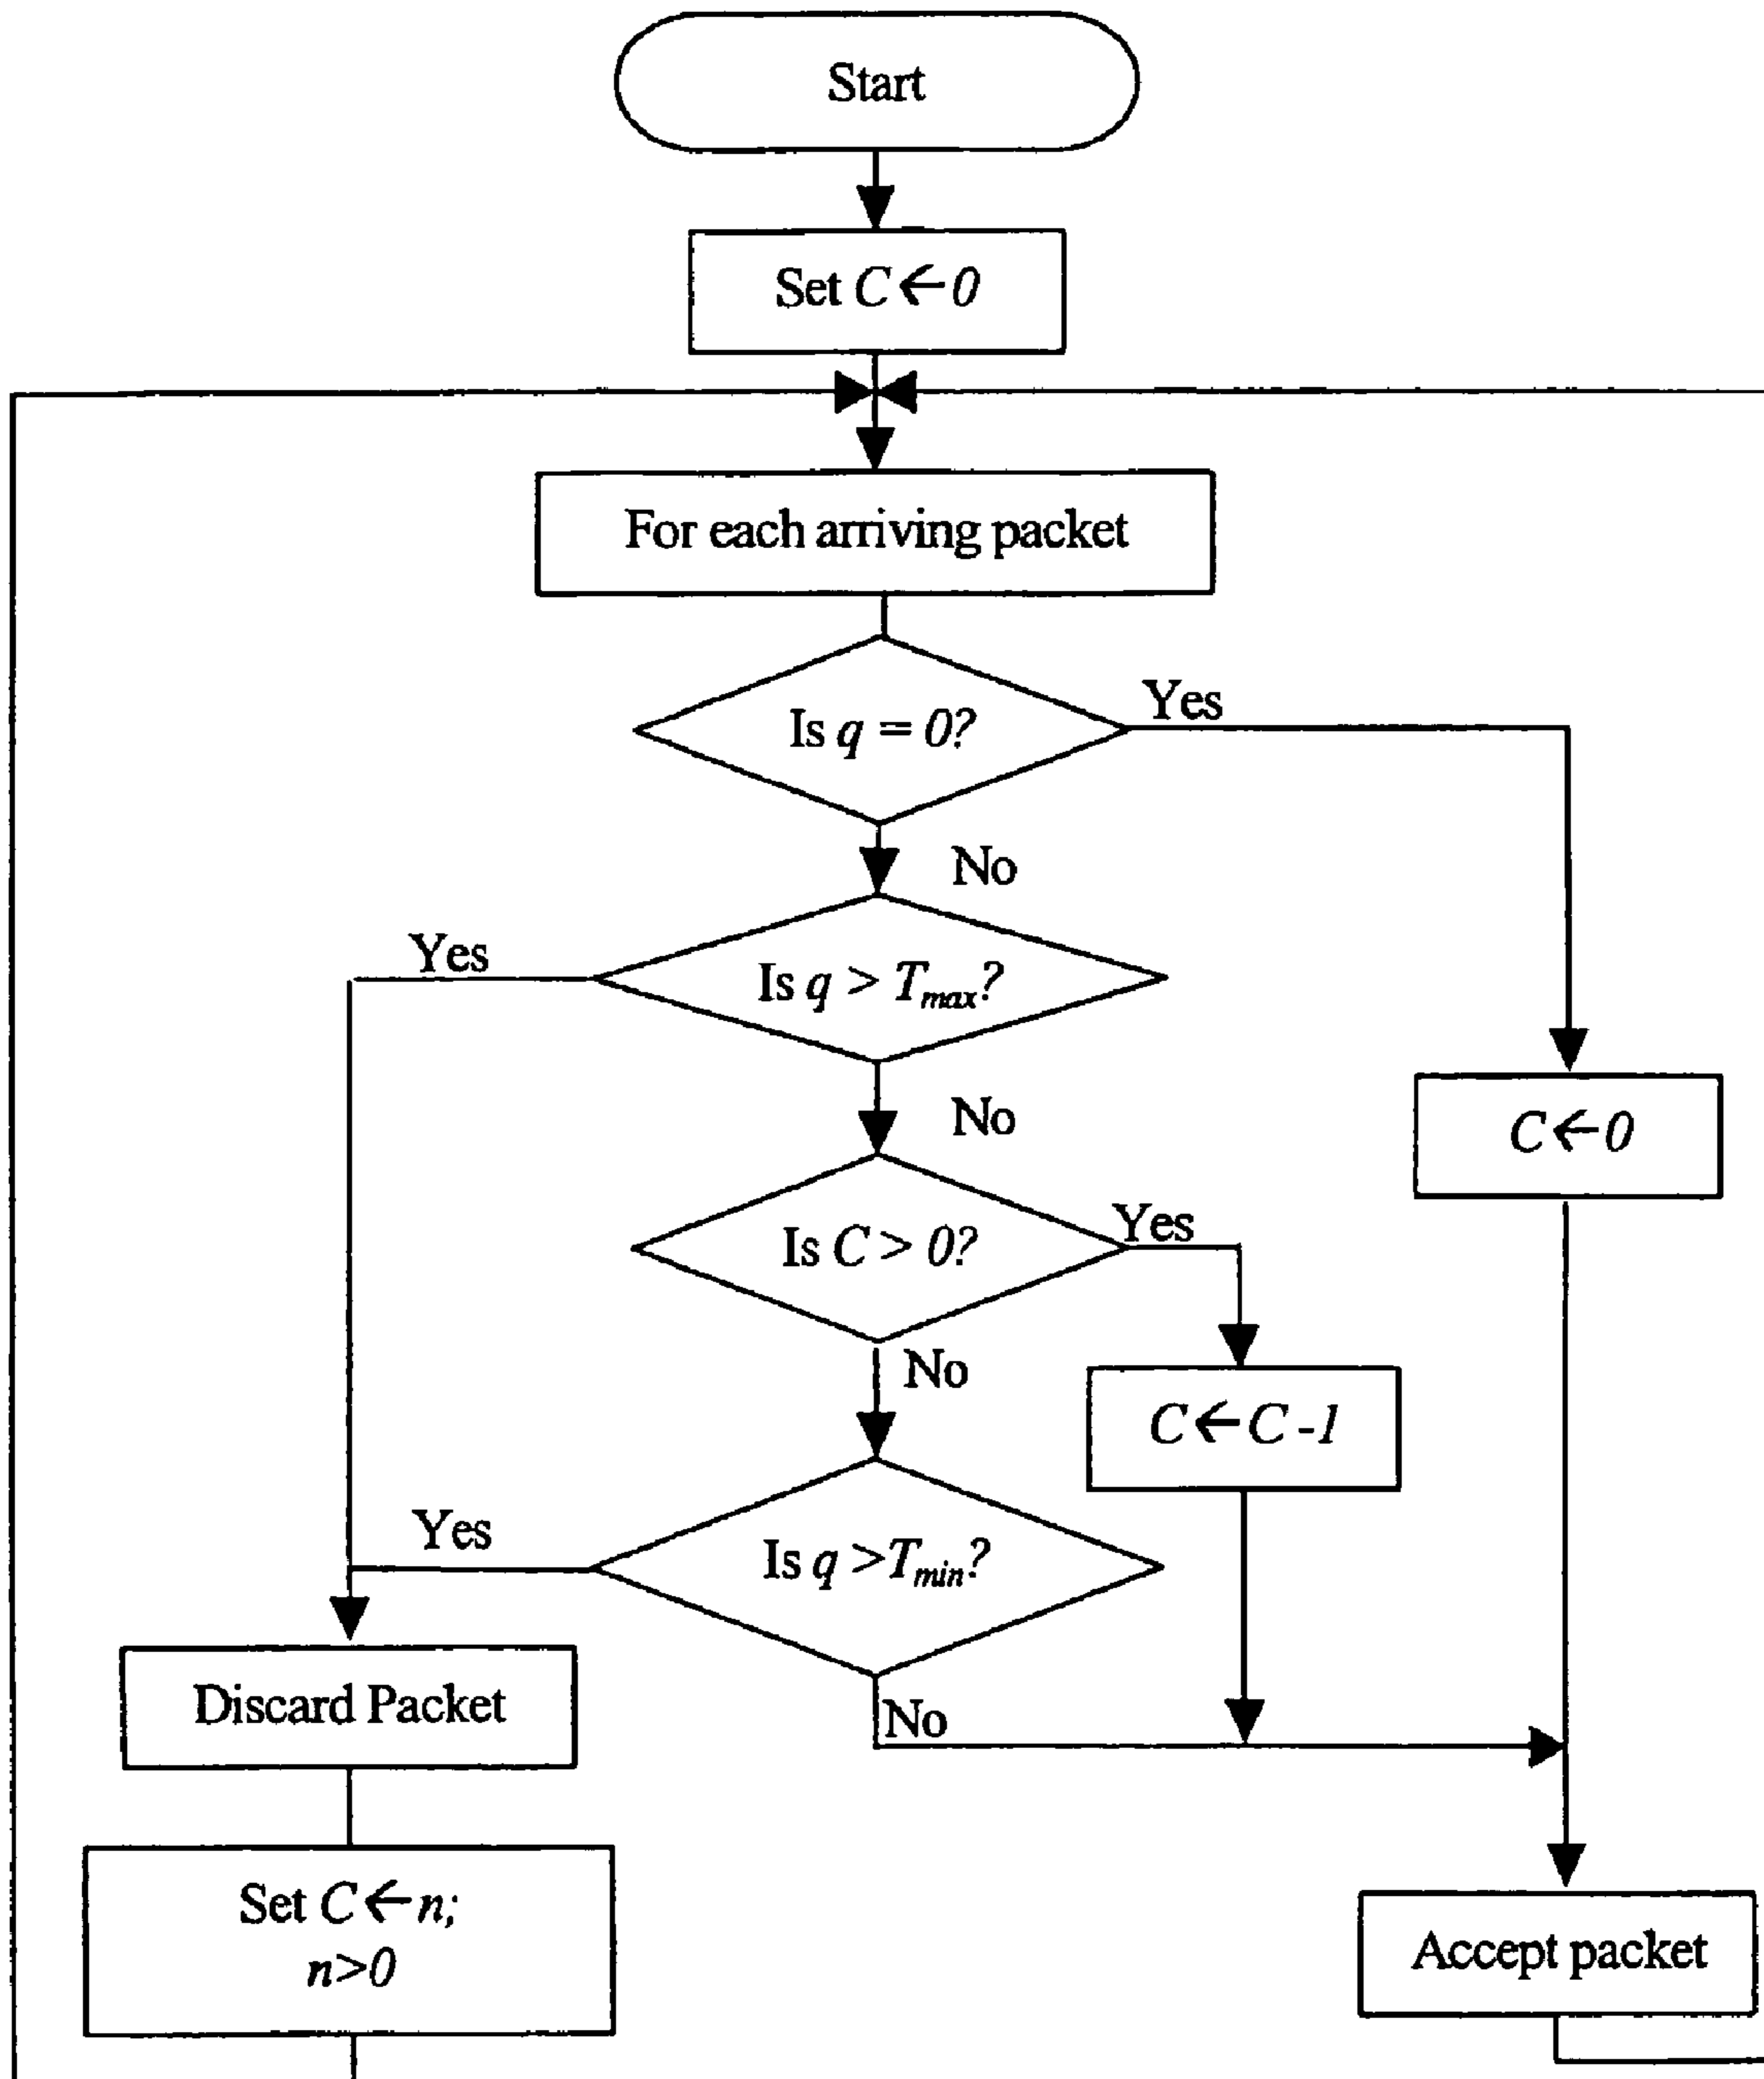 Start
Set C ← 0
For each arriving packet
Is q = 0?
Yes
No
Is q > Tmax?
Yes
No
C ← 0
Is C > 0?
Yes
No
C ← C -1
Is q >Tmin?
Yes
No
Discard Packet
Set C ← n;
n>0
Accept packet